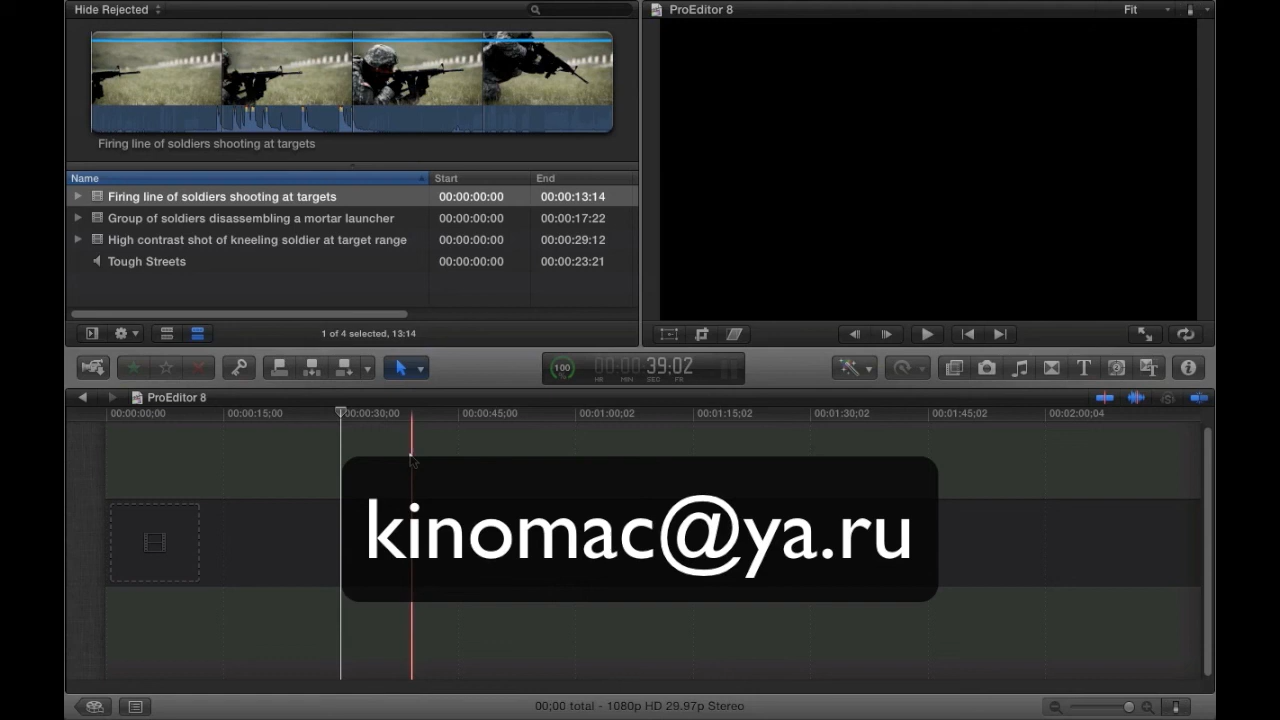 Hide Rejected
ProEditor 8
Fit
Firing line of soldiers shooting at targets
Name Start End
Firing line of soldiers shooting at targets 00:00:00:00 00:00:13:14
Group of soldiers disassembling a mortar launcher 00:00:00:00 00:00:17:22
High contrast shot of kneeling soldier at target range 00:00:00:00 00:00:29:12
Tough Streets 00:00:00:00 00:00:23:21
1 of 4 selected, 13:14
100 00:00:39;02
HR MIN SEC FR
ProEditor 8
00:00:00;00 00:00:15;00 00:00:30;00 00:00:45;00 00:01:00;02 00:01:15;02 00:01:30;02 00:01:45;02 00:02:00;04
kinomac@ya.ru
00;00 total - 1080p HD 29.97p Stereo